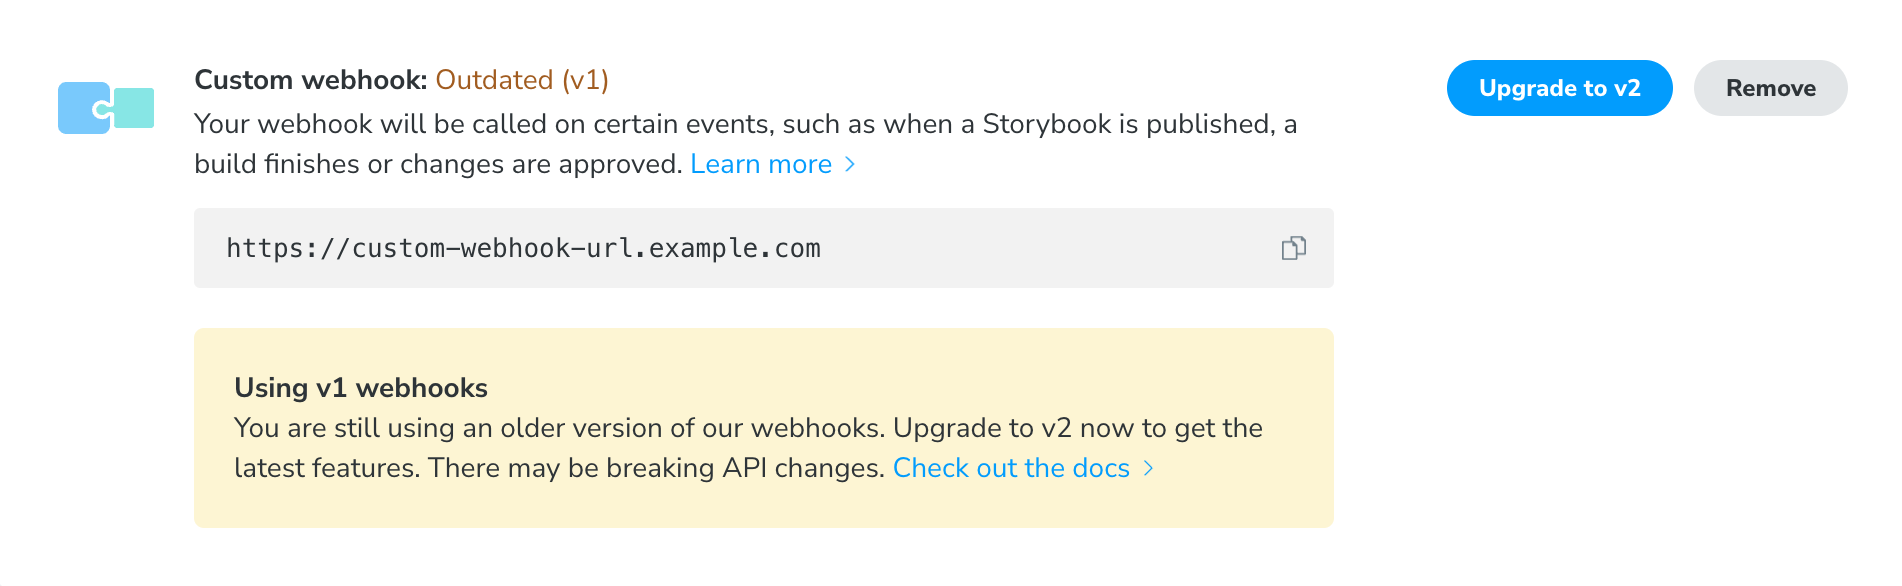 Custom webhook: Outdated (v1)
Upgrade to v2
Remove
Your webhook will be called on certain events, such as when a Storybook is published, a
build finishes or changes are approved. Learn more
https://custom-webhook-url.example.com
Using v1 webhooks
You are still using an older version of our webhooks. Upgrade to v2 now to get the
latest features. There may be breaking API changes. Check out the docs